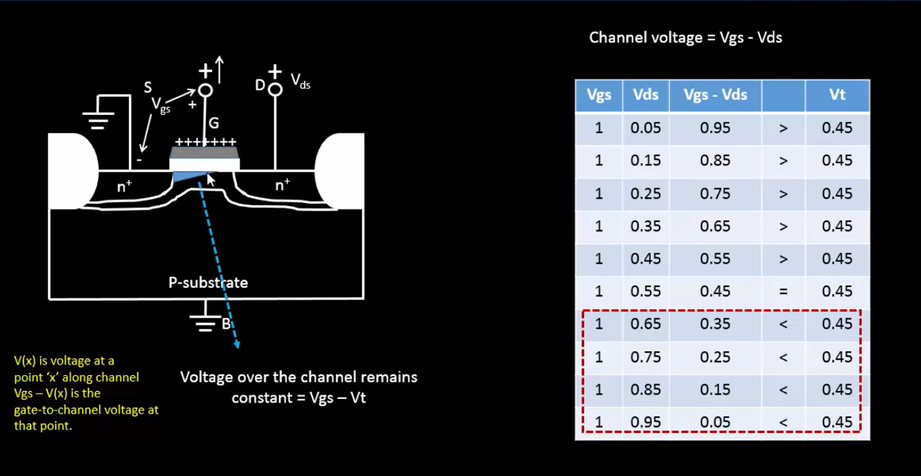 Channel voltage = Vgs - Vds
S
Vgs
+
+
-
G
+++++++
D
+
Vds
n+
n+
P-substrate
B
V(x) is voltage at a
point 'x' along channel
Vgs – V(x) is the
gate-to-channel voltage at
that point.
Voltage over the channel remains
constant = Vgs – Vt
Vgs Vds Vgs - Vds Vt
1 0.05 0.95 > 0.45
1 0.15 0.85 > 0.45
1 0.25 0.75 > 0.45
1 0.35 0.65 > 0.45
1 0.45 0.55 > 0.45
1 0.55 0.45 = 0.45
1 0.65 0.35 < 0.45
1 0.75 0.25 < 0.45
1 0.85 0.15 < 0.45
1 0.95 0.05 < 0.45